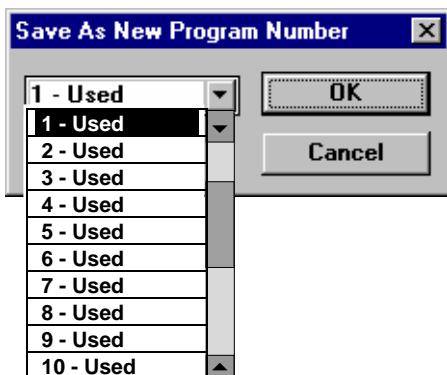 Save As New Program Number
1 - Used
OK
Cancel
1 - Used
2 - Used
3 - Used
4 - Used
5 - Used
6 - Used
7 - Used
8 - Used
9 - Used
10 - Used